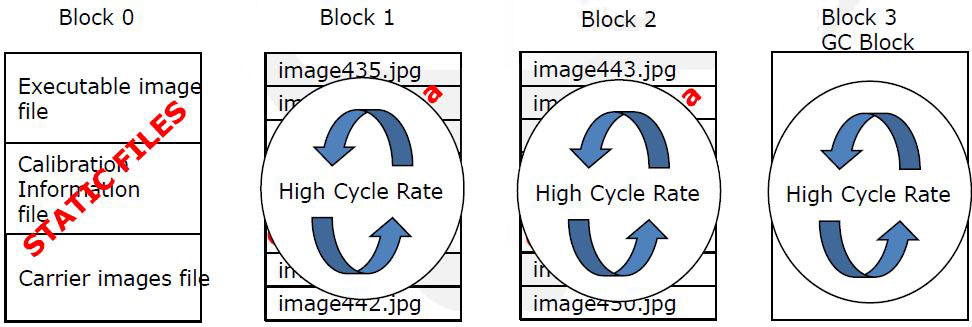 Block 0
Block 1
Block 2
Block 3
GC Block
Executable image
file
Calibration
Information
file
Carrier images file
STATIC FILES
image435.jpg
im
a
High Cycle Rate
im
image442.jpg
image443.jpg
im
a
High Cycle Rate
in
image450.jpg
High Cycle Rate